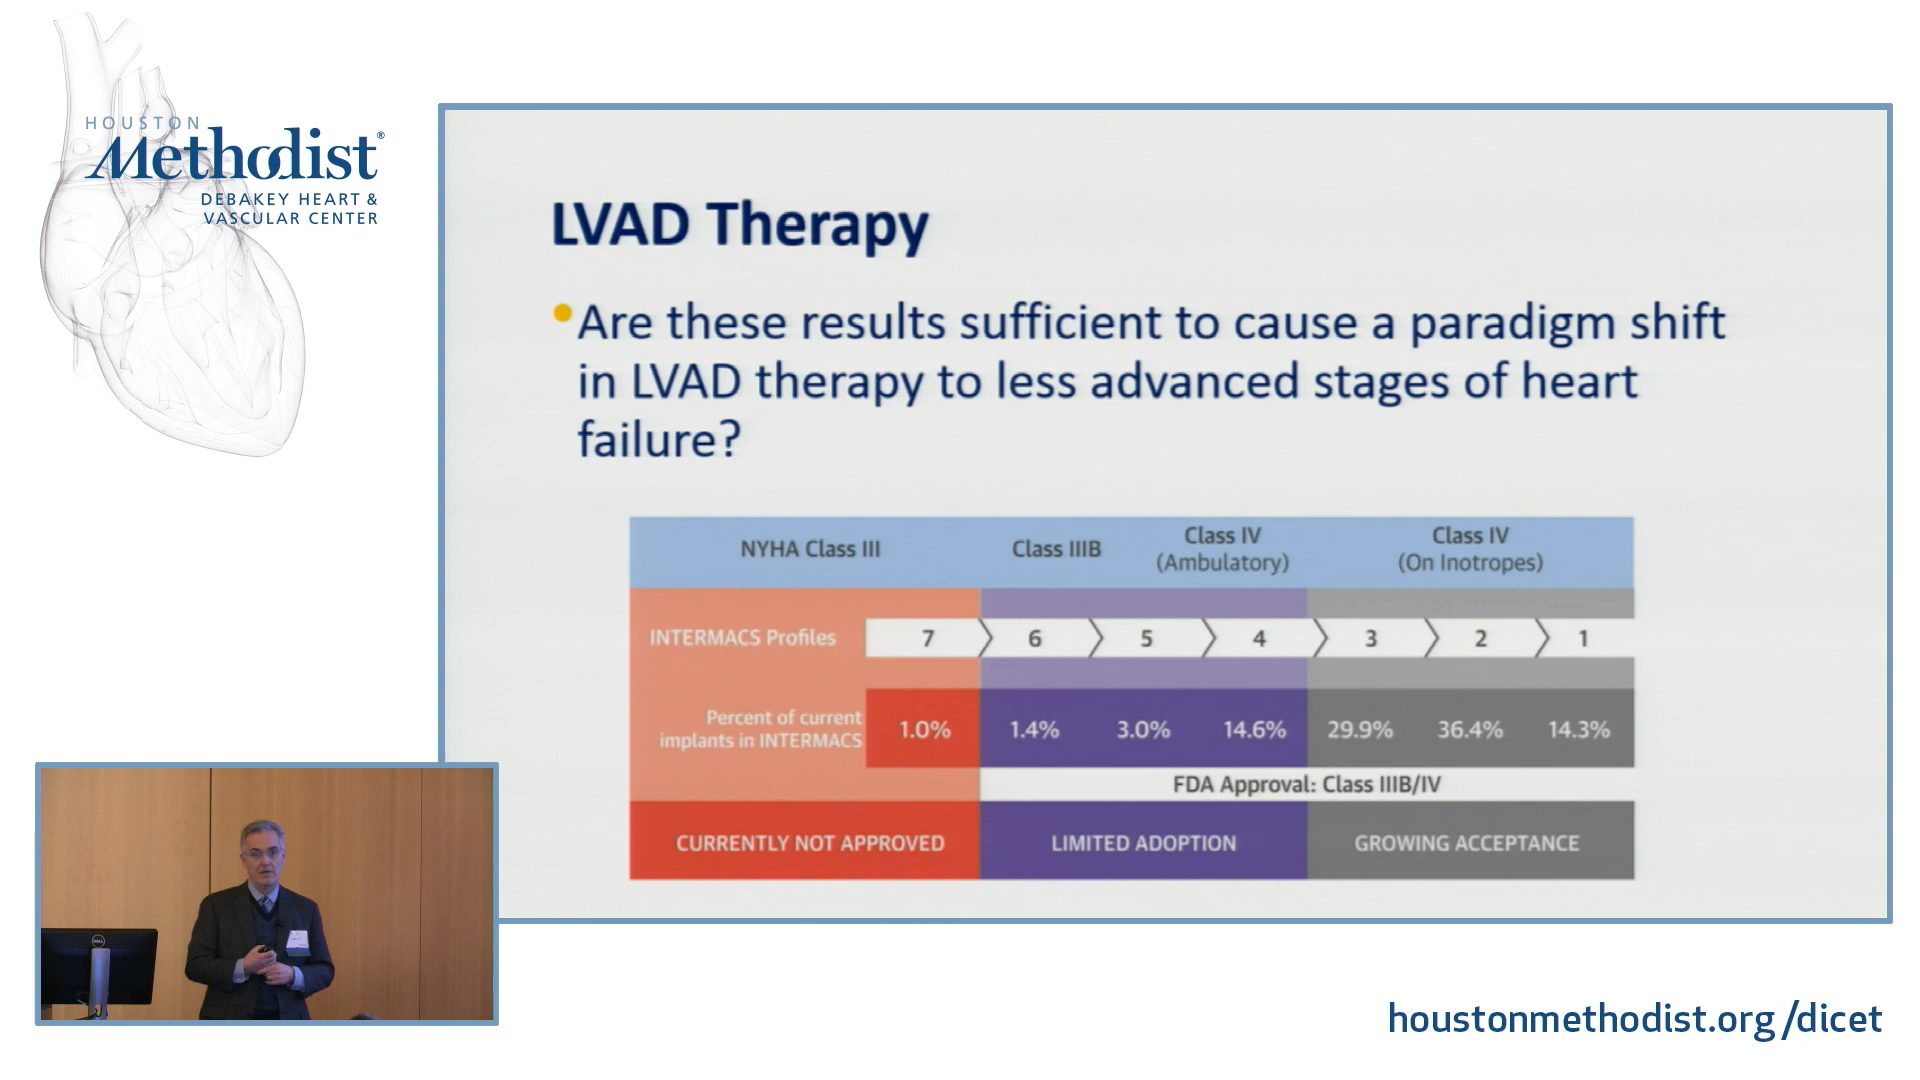 HOUSTON
Methodist®
DEBAKEY HEART &
VASCULAR CENTER
LVAD Therapy
•Are these results sufficient to cause a paradigm shift
in LVAD therapy to less advanced stages of heart
failure?
NYHA Class III
Class IIIB
Class IV
(Ambulatory)
Class IV
(On Inotropes)
INTERMACS Profiles 7 6 5 4 3 2 1
Percent of current
implants in INTERMACS
1.0% 1.4% 3.0% 14.6% 29.9% 36.4% 14.3%
FDA Approval: Class IIIB/IV
CURRENTLY NOT APPROVED LIMITED ADOPTION GROWING ACCEPTANCE
DELL
houstonmethodist.org/dicet